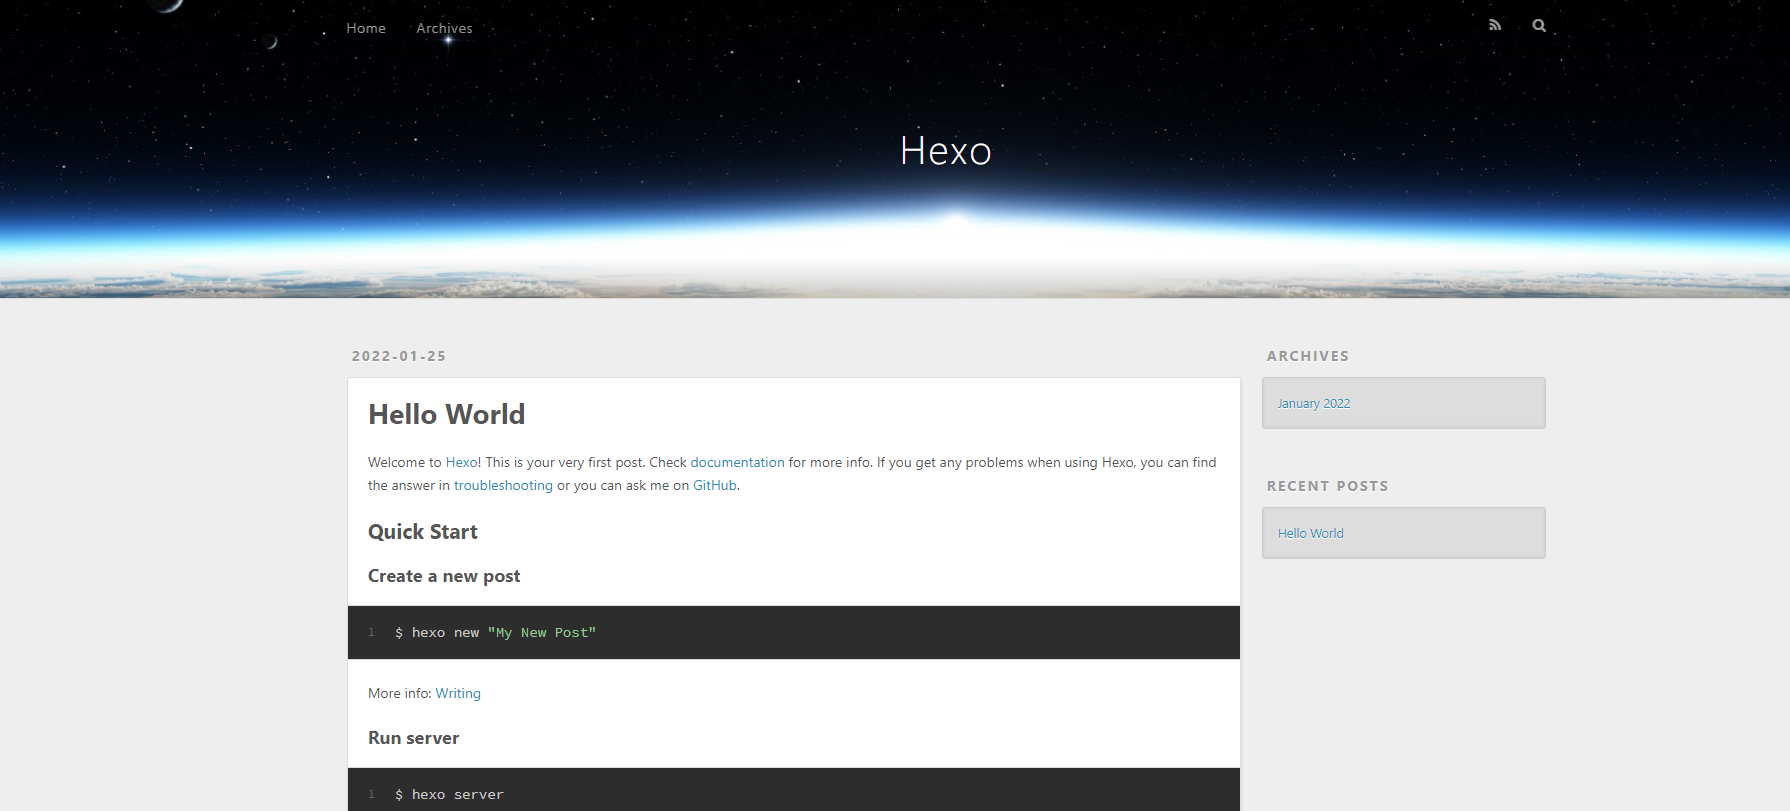 Home Archives
Hexo
2022-01-25
Hello World
Welcome to Hexo! This is your very first post. Check documentation for more info. If you get any problems when using Hexo, you can find
the answer in troubleshooting or you can ask me on GitHub.
Quick Start
Create a new post
1 $ hexo new "My New Post"
More info: Writing
Run server
1 $ hexo server
ARCHIVES
January 2022
RECENT POSTS
Hello World